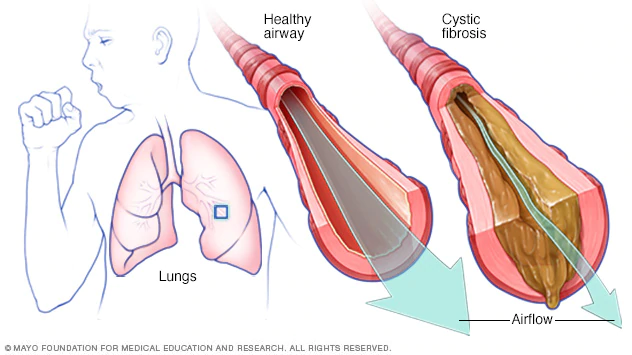 Healthy
airway
Cystic
fibrosis
Lungs
Airflow
© MAYO FOUNDATION FOR MEDICAL EDUCATION AND RESEARCH. ALL RIGHTS RESERVED.